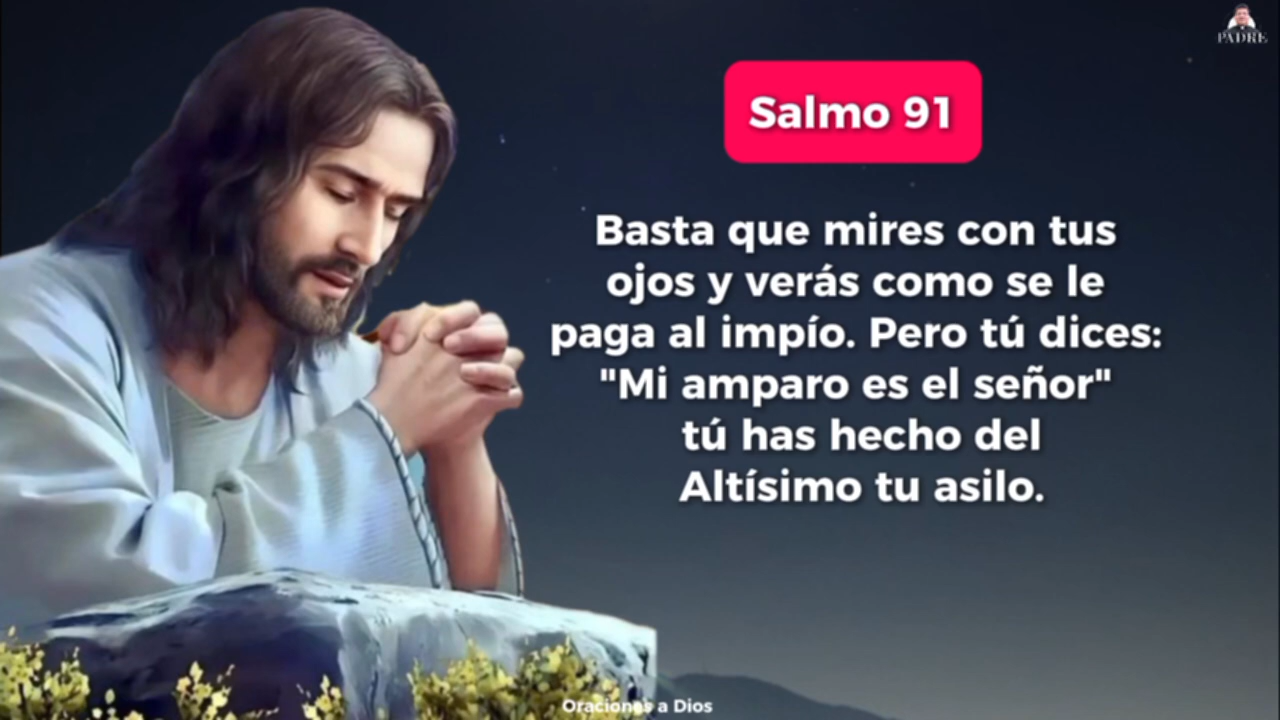 PADRE
Salmo 91
Basta que mires con tus
ojos y verás como se le
paga al impío. Pero tú dices:
"Mi amparo es el señor"
tú has hecho del
Altísimo tu asilo.
Oraciones a Dios